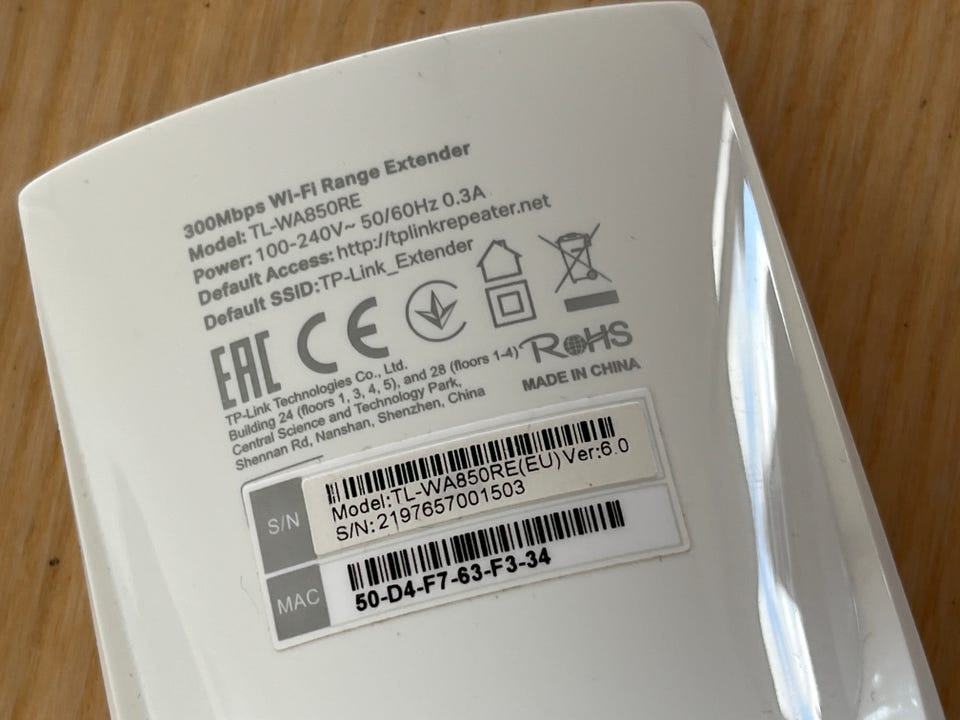 300Mbps Wi-Fi Range Extender
Model: TL-WA850RE
Power: 100-240V~ 50/60Hz 0.3A
Default Access: http://tplinkrepeater.net
Default SSID:TP-Link_Extender
EAC CE
RoHS
TP-Link Technologies Co., Ltd.
Building 24 (floors 1, 3, 4, 5), and 28 (floors 1-4)
Central Science and Technology Park,
Shennan Rd, Nanshan, Shenzhen, China
MADE IN CHINA
S/N
Model:TL-WA850RE(EU)Ver:6.0
S/N:2197657001503
MAC
50-D4-F7-63-F3-34